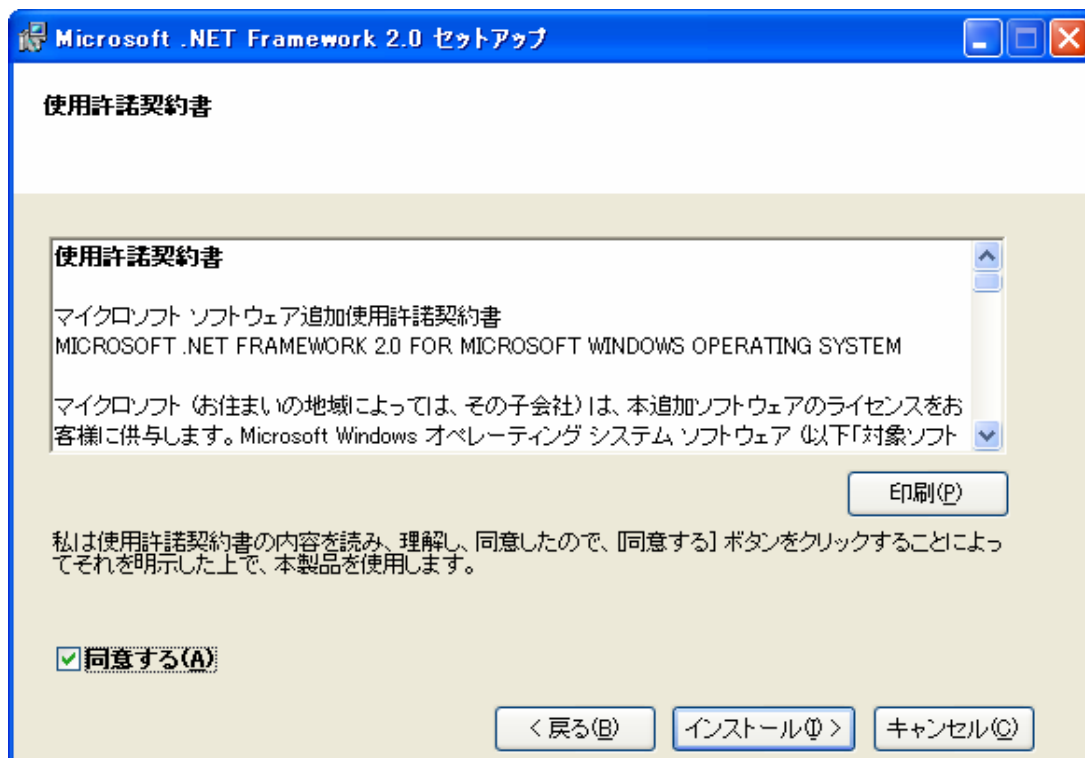 Microsoft .NET Framework 2.0 セットアップ
使用許諾契約書
使用許諾契約書
マイクロソフト ソフトウェア追加使用許諾契約書
MICROSOFT .NET FRAMEWORK 2.0 FOR MICROSOFT WINDOWS OPERATING SYSTEM
マイクロソフト (お住まいの地域によっては、その子会社) は、本追加ソフトウェアのライセンスをお
客様に供与します。Microsoft Windows オペレーティング システム ソフトウェア (以下「対象ソフト
印刷(P)
私は使用許諾契約書の内容を読み、理解し、同意したので、[同意する] ボタンをクリックすることによっ
てそれを明示した上で、本製品を使用します。
同意する(A)
< 戻る(B)
インストール(I) >
キャンセル(C)